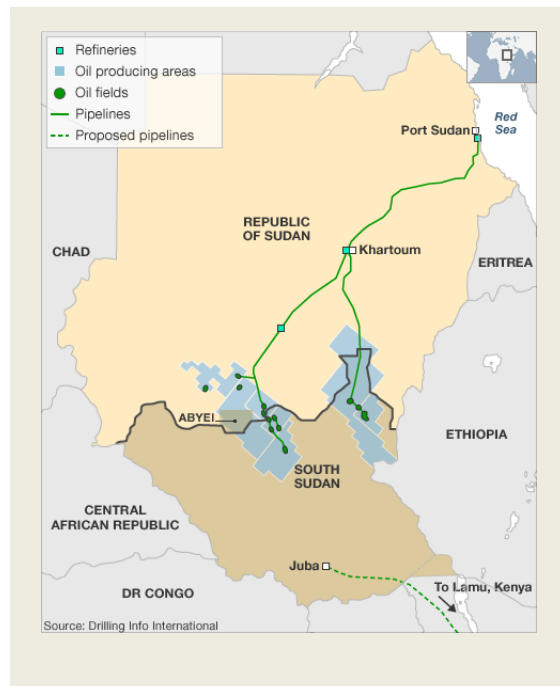 Refineries
Oil producing areas
Oil fields
Pipelines
Proposed pipelines
Port Sudan
Red
Sea
REPUBLIC
OF SUDAN
Khartoum
CHAD
ERITREA
ABYEI
ETHIOPIA
SOUTH
SUDAN
CENTRAL
AFRICAN REPUBLIC
Juba
To Lamu, Kenya
DR CONGO
Source: Drilling Info International